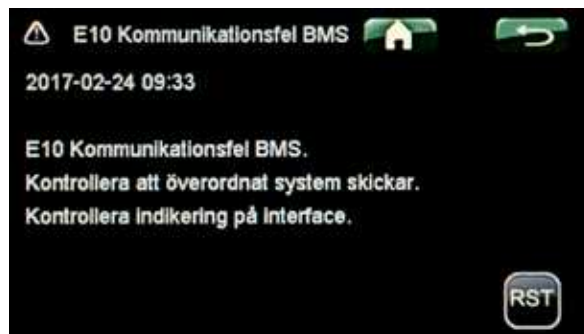 E10 Kommunikationsfel BMS
2017-02-24 09:33
E10 Kommunikationsfel BMS.
Kontrollera att överordnat system skickar.
Kontrollera indikering på interface.
RST